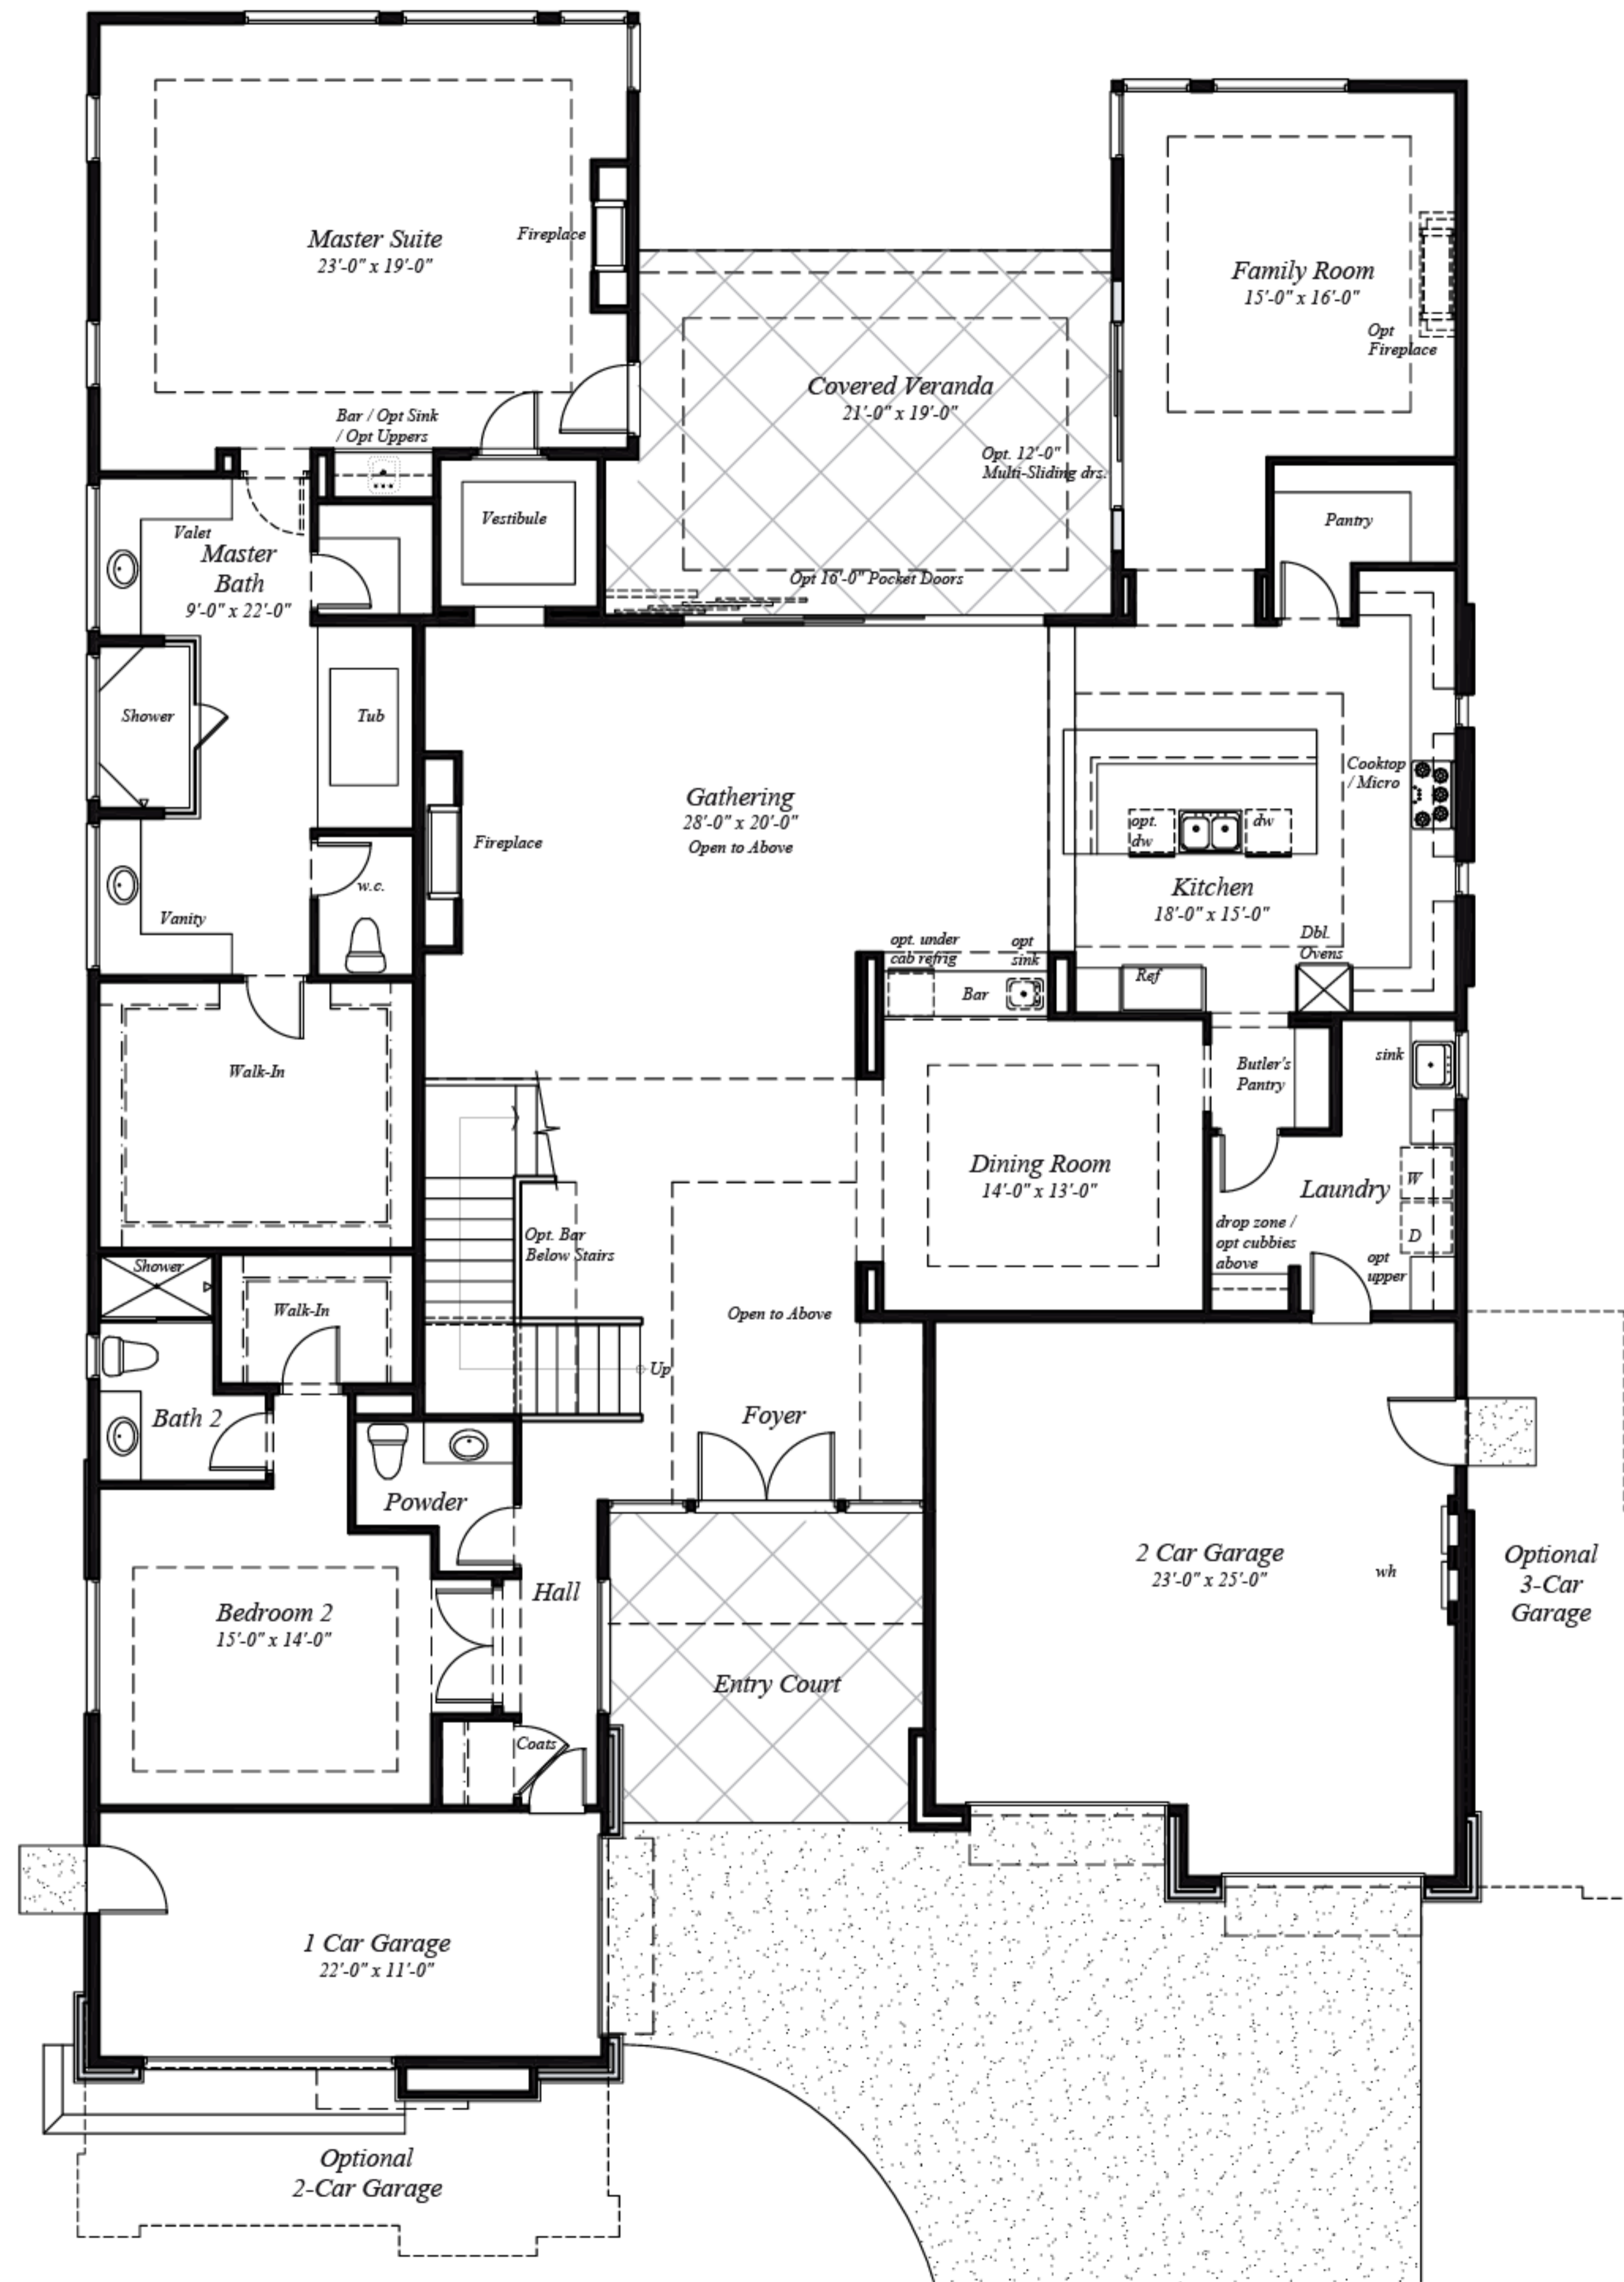 Master Suite
23'-0" x 19'-0"
Fireplace
Family Room
15'-0" x 16'-0"
Opt
Fireplace
Covered Veranda
21'-0" x 19'-0"
Bar / Opt Sink
/ Opt Uppers
Opt. 12'-0"
Multi-Sliding drs.
Vestibule
Pantry
Valet
Master
Bath
9'-0" x 22'-0"
Opt 16'-0" Pocket Doors
Shower
Tub
Cooktop
/ Micro
Gathering
28'-0" x 20'-0"
Open to Above
opt.
dw
dw
Fireplace
w.c.
Kitchen
18'-0" x 15'-0"
Vanity
opt. under
cab refrig
opt
sink
Dbl.
Ovens
Bar
Ref
Walk-In
Butler's
Pantry
sink
Dining Room
14'-0" x 13'-0"
Laundry
W
D
drop zone /
opt cubbies
above
opt
upper
Opt. Bar
Below Stairs
Shower
Walk-In
Open to Above
Up
Bath 2
Foyer
Powder
2 Car Garage
23'-0" x 25'-0"
wh
Optional
3-Car
Garage
Hall
Bedroom 2
15'-0" x 14'-0"
Entry Court
Coats
1 Car Garage
22'-0" x 11'-0"
Optional
2-Car Garage